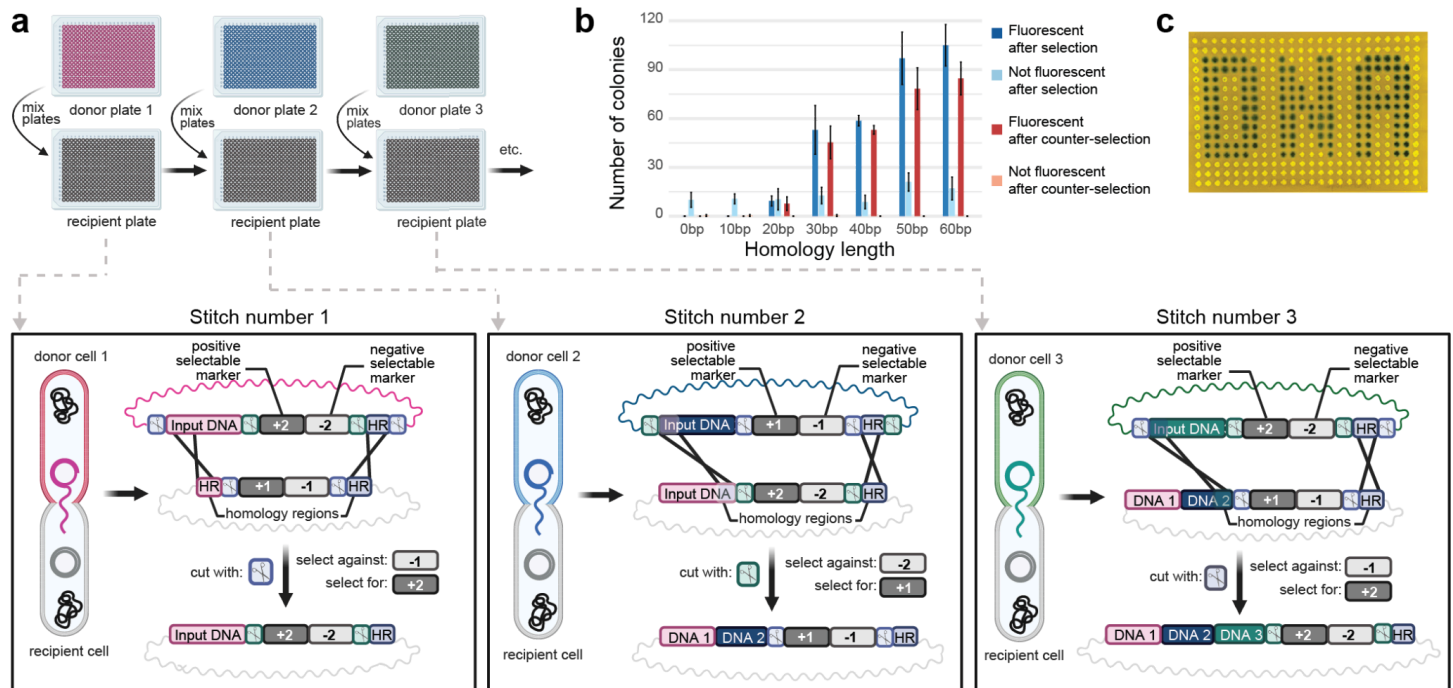 a
donor plate 1
donor plate 2
donor plate 3
mix
plates
mix
plates
mix
plates
etc.
recipient plate
recipient plate
recipient plate
b
Number of colonies
120
90
60
30
0
0bp
10bp
20bp
30bp
40bp
50bp
60bp
Homology length
Fluorescent
after selection
Not fluorescent
after selection
Fluorescent
after counter-selection
Not fluorescent
after counter-selection
c
DNA
Stitch number 1
donor cell 1
positive
selectable
marker
negative
selectable
marker
Input DNA
+2
-2
HR
HR
+1
-1
HR
homology regions
cut with:
select against:
-1
select for:
+2
Input DNA
+2
-2
HR
recipient cell
Stitch number 2
donor cell 2
positive
selectable
marker
negative
selectable
marker
Input DNA
+1
-1
HR
Input DNA
+2
-2
HR
homology regions
cut with:
select against:
-2
select for:
+1
DNA 1
DNA 2
+1
-1
HR
recipient cell
Stitch number 3
donor cell 3
positive
selectable
marker
negative
selectable
marker
Input DNA
+2
-2
HR
DNA 1
DNA 2
+1
-1
HR
homology regions
cut with:
select against:
-1
select for:
+2
DNA 1
DNA 2
DNA 3
+2
-2
HR
recipient cell